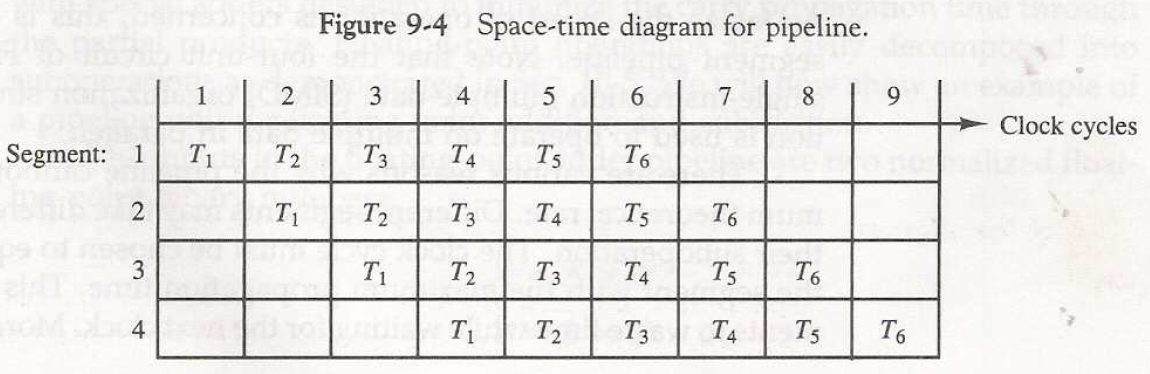 Figure 9-4 Space-time diagram for pipeline.
1 2 3 4 5 6 7 8 9
Clock cycles
Segment: 1 T1 T2 T3 T4 T5 T6
2 T1 T2 T3 T4 T5 T6
3 T1 T2 T3 T4 T5 T6
4 T1 T2 T3 T4 T5 T6